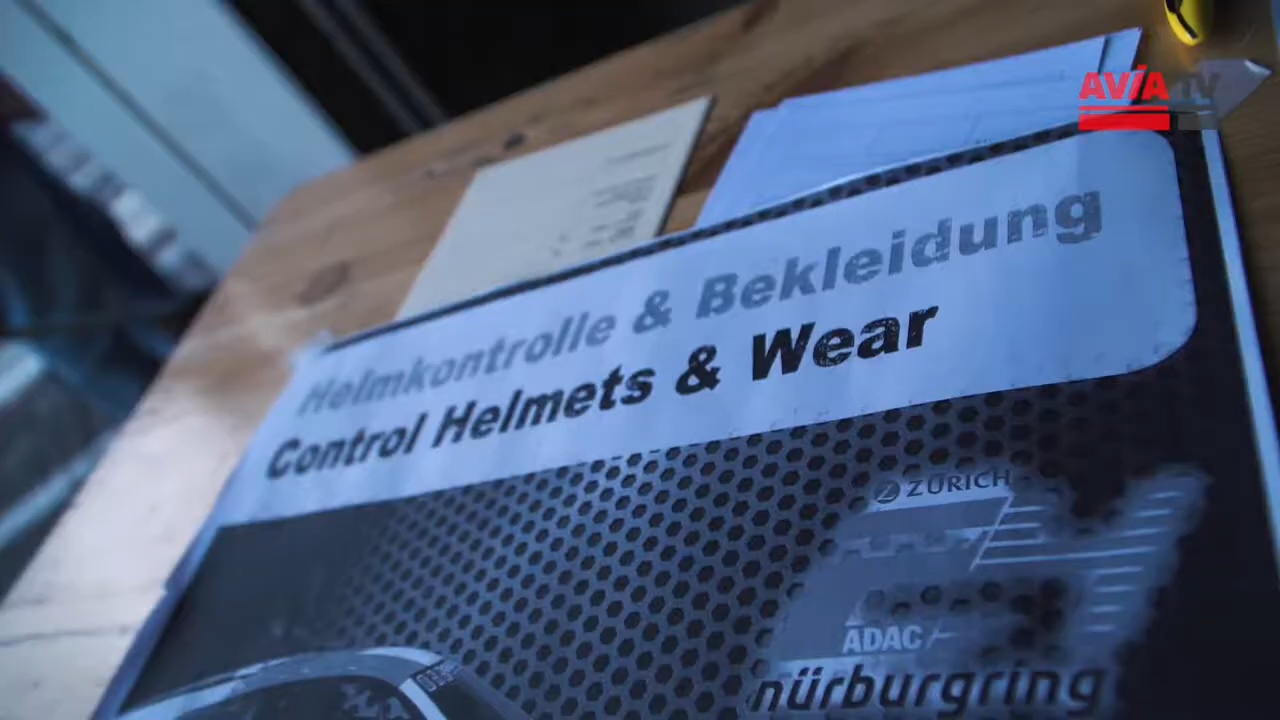 AVIA TV
Helmkontrolle & Bekleidung
Control Helmets & Wear
ZURICH
ADAC
nürburgring